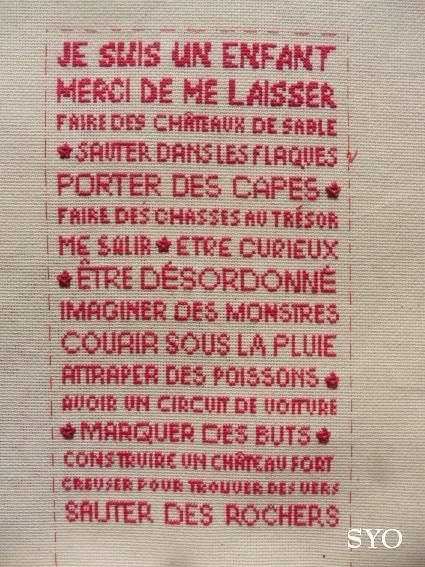 JE SUIS UN ENFANT
MERCI DE ME LAISSER
FAIRE DES CHÂTEAUX DE SABLE
SAUTER DANS LES FLAQUES
PORTER DES CAPES
FAIRE DES CHASSES AU TRÉSOR
ME SALIR ETRE CURIEUX
ÊTRE DÉSORDONNÉ
IMAGINER DES MONSTRES
COURIR SOUS LA PLUIE
ATTRAPER DES POISSONS
AVOIR UN CIRCUIT DE VOITURE
MARQUER DES BUTS
CONSTRUIRE UN CHÂTEAU FORT
CREUSER POUR TROUVER DES VERS
SAUTER DES ROCHERS
SYO